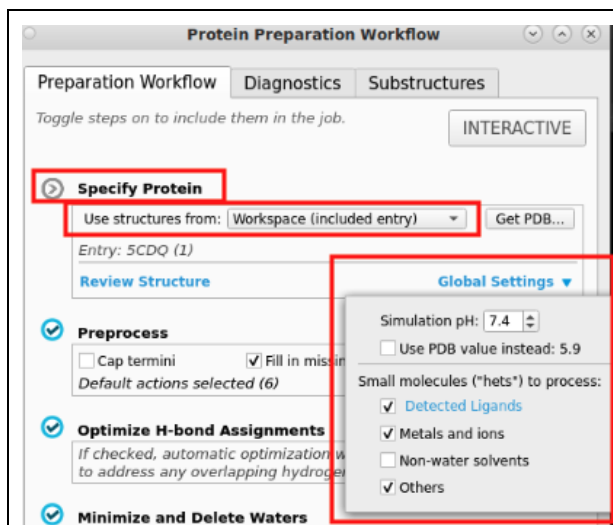 Protein Preparation Workflow
Preparation Workflow Diagnostics Substructures
Toggle steps on to include them in the job.
INTERACTIVE
Specify Protein
Use structures from: Workspace (included entry) Get PDB...
Entry: 5CDQ (1)
Review Structure Global Settings
Simulation pH: 7.4
Use PDB value instead: 5.9
Small molecules ("hets") to process:
Detected Ligands
Metals and ions
Non-water solvents
Others
Preprocess
Cap termini Fill in
Default actions selected (6)
Optimize H-bond Assignments
If checked, automatic optimization
to address any overlapping
Minimize and Delete Waters